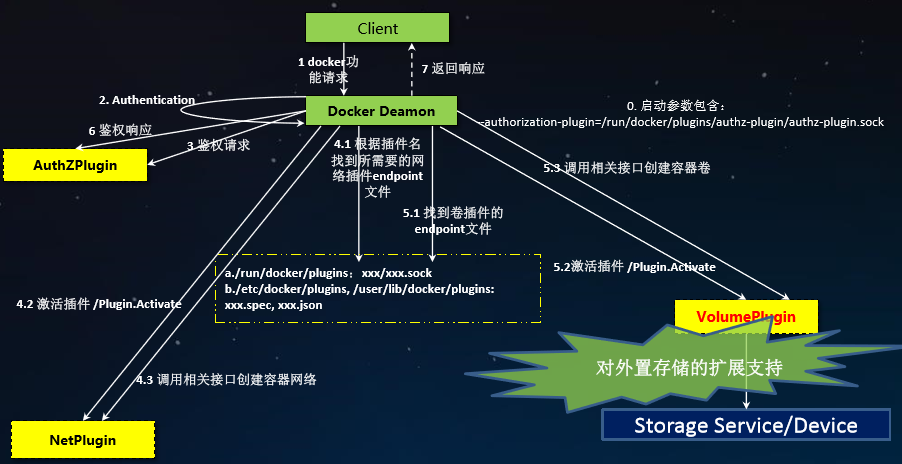 Client
1 docker功
能请求
7 返回响应
2. Authentication
Docker Deamon
0. 启动参数包含：
--authorization-plugin=/run/docker/plugins/authz-plugin/authz-plugin.sock
6 鉴权响应
3 鉴权请求
AuthZPlugin
4.1 根据插件名
找到所需要的网
络插件endpoint
文件
5.3 调用相关接口创建容器卷
5.1 找到卷插件的
endpoint文件
a./run/docker/plugins；xxx/xxx.sock
b./etc/docker/plugins, /user/lib/docker/plugins:
xxx.spec, xxx.json
5.2激活插件 /Plugin.Activate
4.2 激活插件 /Plugin.Activate
VolumePlugin
对外置存储的扩展支持
4.3 调用相关接口创建容器网络
Storage Service/Device
NetPlugin